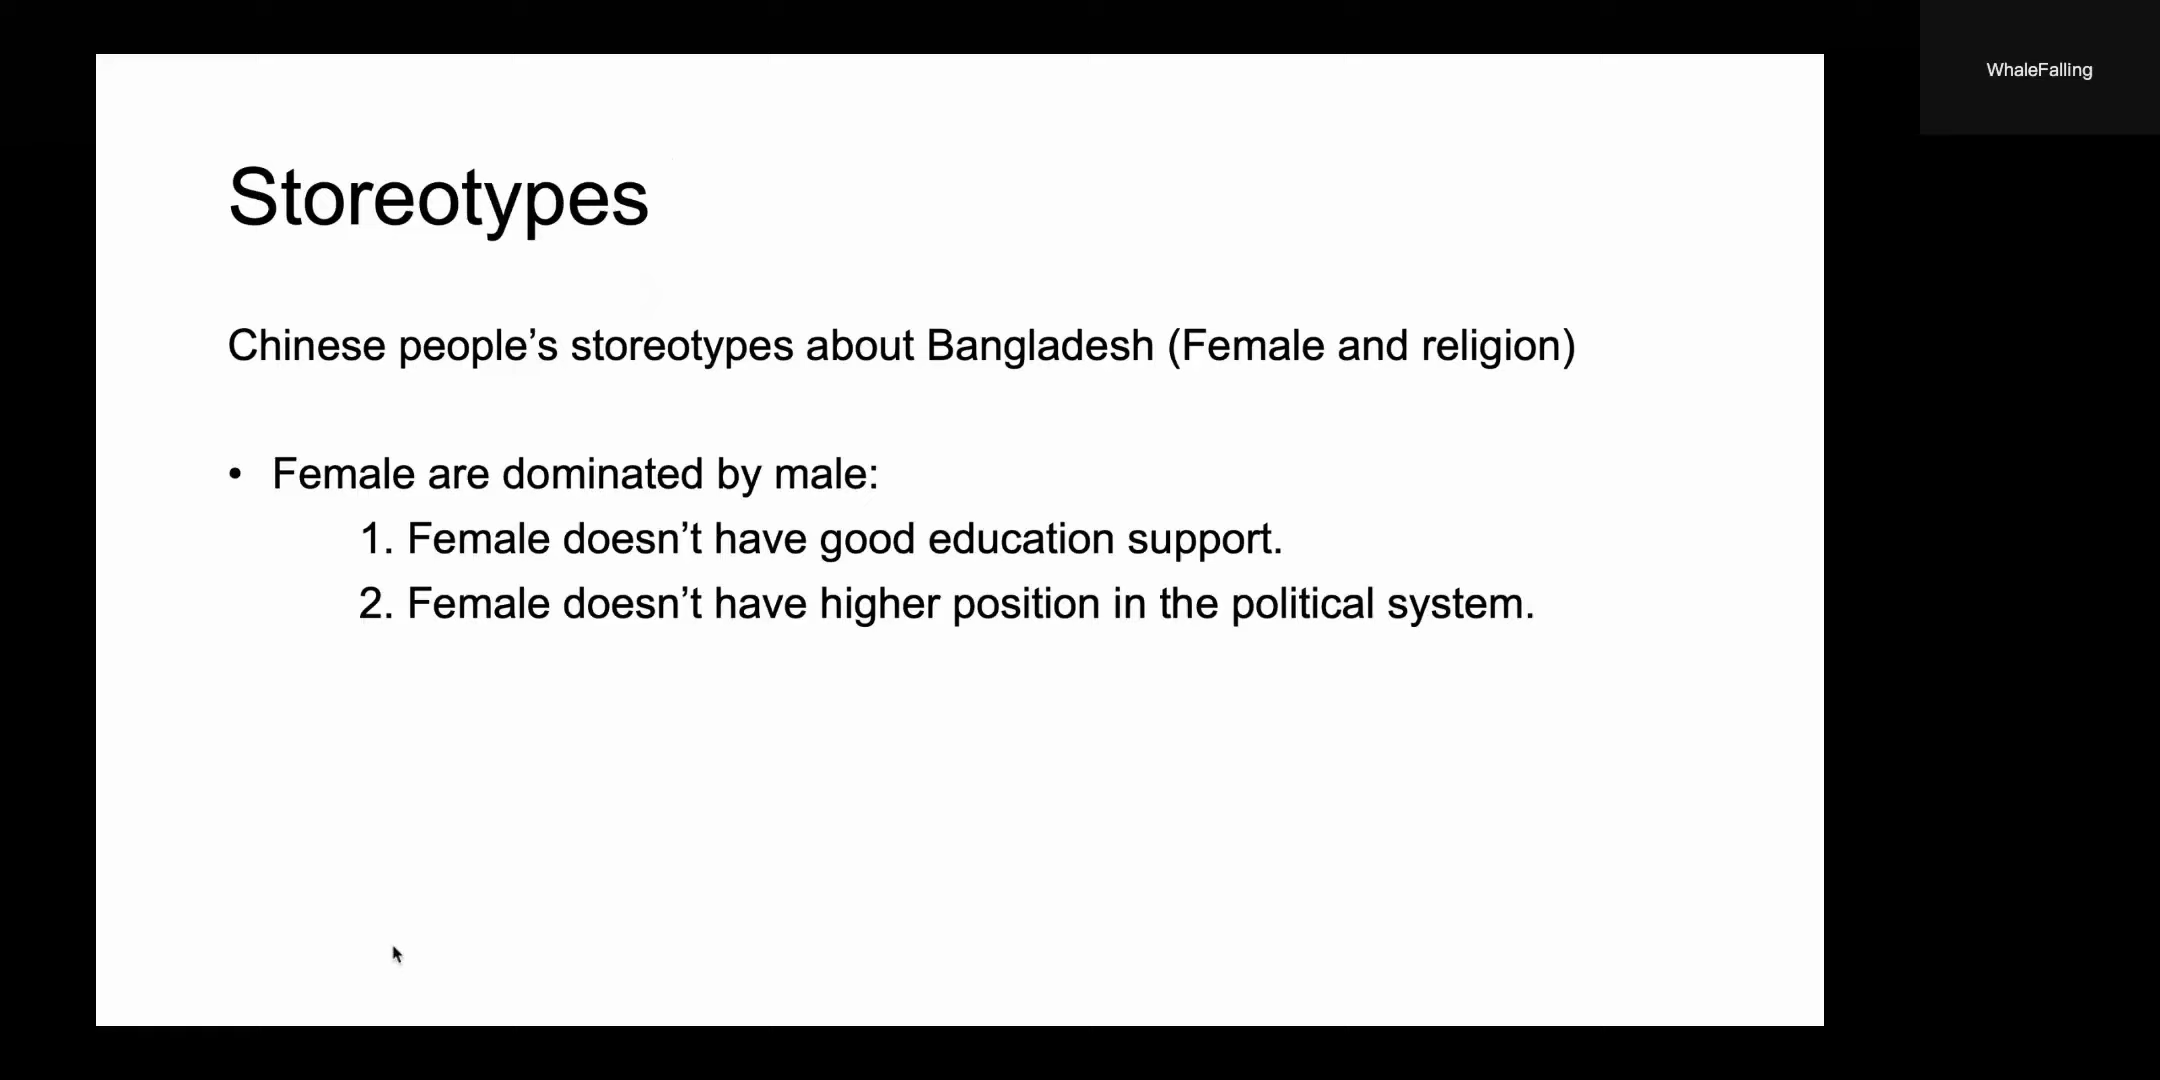 Storeotypes
Chinese people’s storeotypes about Bangladesh (Female and religion)
• Female are dominated by male:
1. Female doesn’t have good education support.
2. Female doesn’t have higher position in the political system.
WhaleFalling